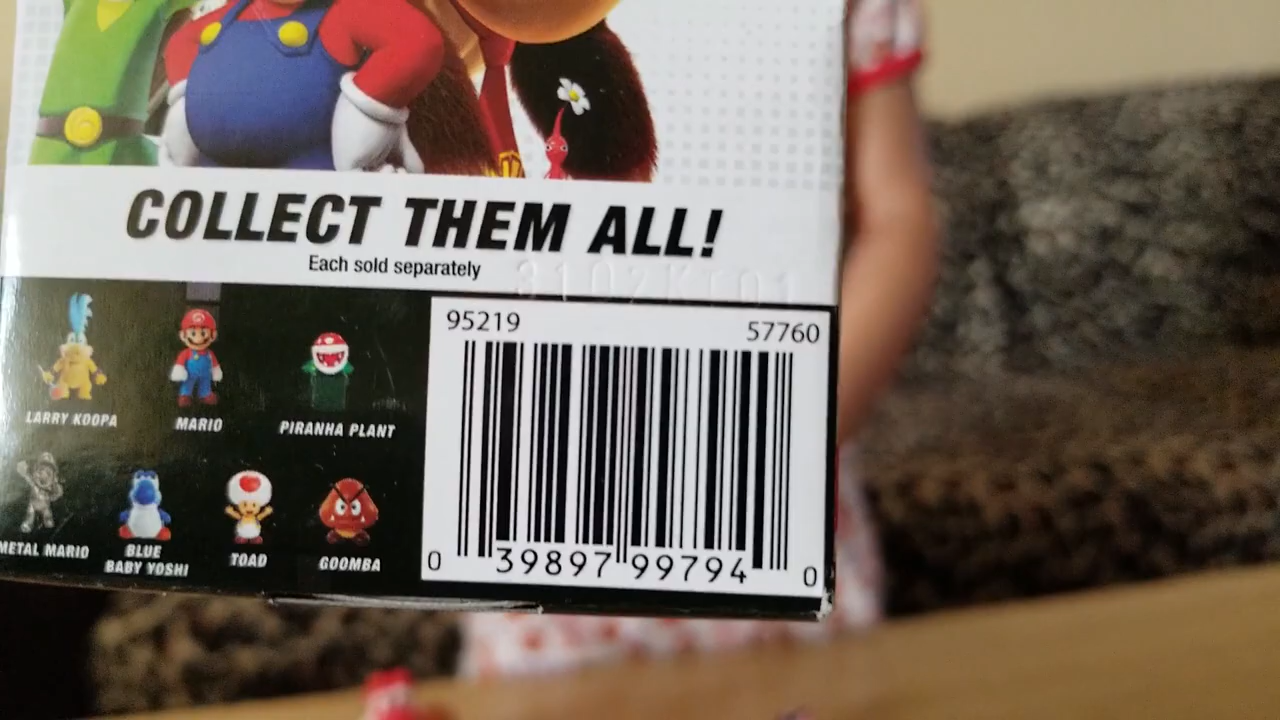 COLLECT THEM ALL!
Each sold separately
95219 57760
LARRY KOOPA MARIO PIRANHA PLANT
METAL MARIO BLUE BABY YOSHI TOAD GOOMBA
0 39897 99794 0